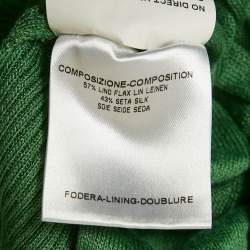 NO DIRECT
COMPOSIZIONE-COMPOSITION
57% LINO FLAX LIN LEINEN
43% SETA SILK
SOIE SEIDE SEDA
FODERA-LINING-DOUBLURE